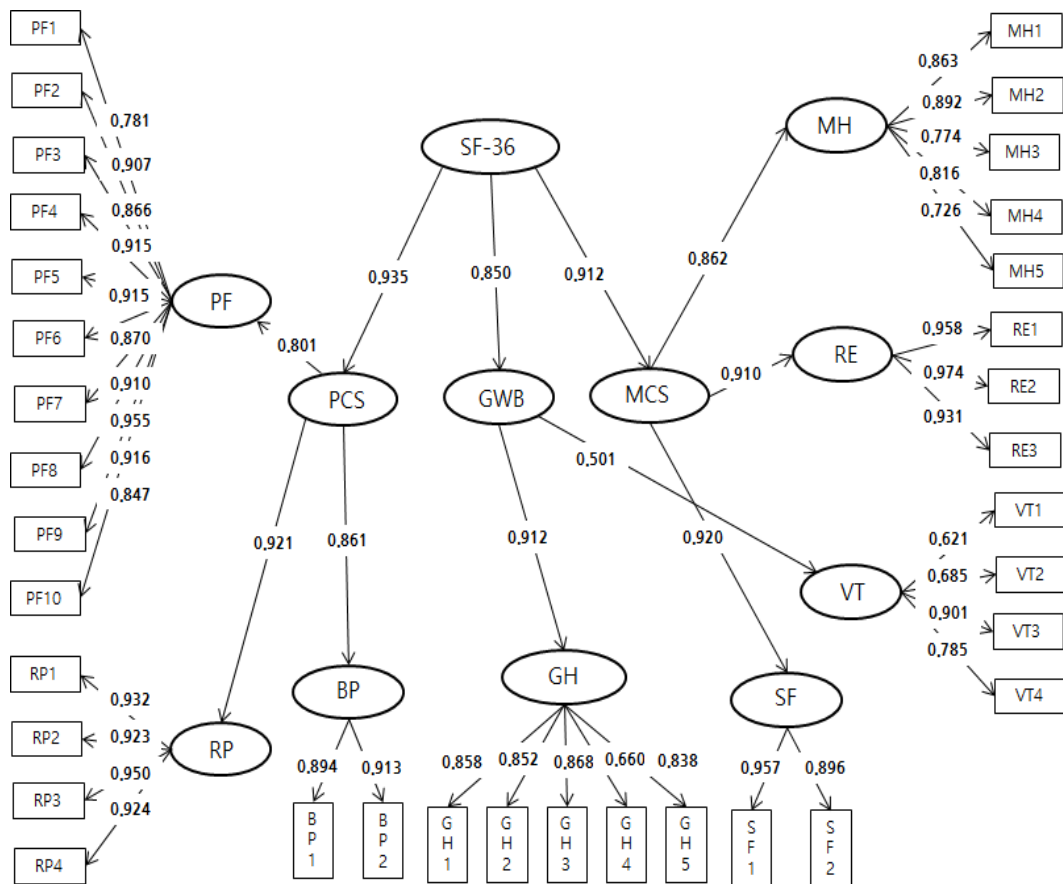 PF1
PF2
PF3
PF4
PF5
PF6
PF7
PF8
PF9
PF10
0,781
0,907
0,866
0,915
0,915
0,870
0,910
0,955
0,916
0,847
PF
RP1
RP2
RP3
RP4
0,932
0,923
0,950
0,924
RP
SF-36
0,935
0,850
0,912
0,801
PCS
GWB
MCS
0,921
0,861
0,912
0,501
0,920
0,862
0,910
BP
0,894
0,913
BP1
BP2
GH
0,858
0,852
0,868
0,660
0,838
GH1
GH2
GH3
GH4
GH5
SF
0,957
0,896
SF1
SF2
MH
0,863
0,892
0,774
0,816
0,726
MH1
MH2
MH3
MH4
MH5
RE
0,958
0,974
0,931
RE1
RE2
RE3
VT
0,621
0,685
0,901
0,785
VT1
VT2
VT3
VT4